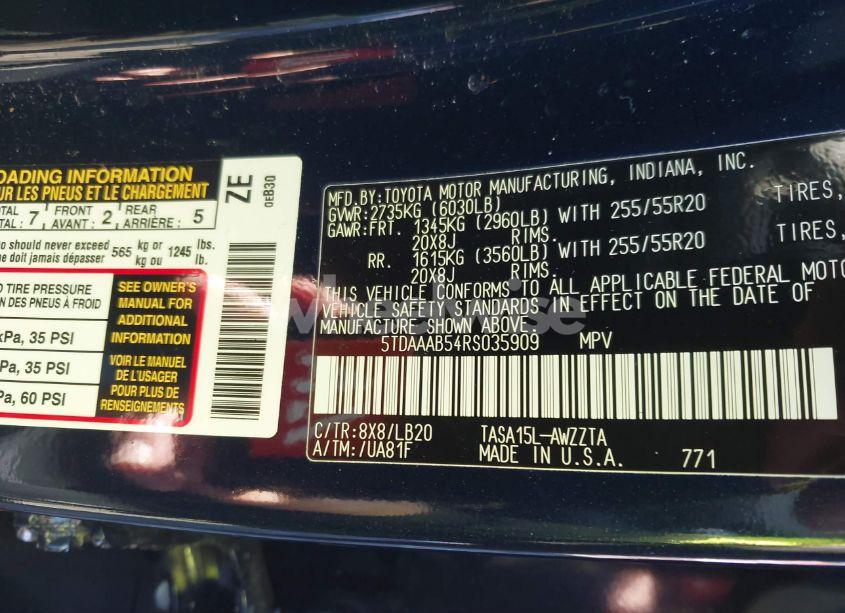 OADING INFORMATION
UR LES PNEUS ET LE CHARGEMENT
OTAL 7 FRONT 2 REAR 5
TAL : AVANT : ARRIÈRE :
o should never exceed 565 kg or 1245 lbs.
ne doit jamais dépasser kg ou lb.
D TIRE PRESSURE
ON DES PNEUS À FROID
kPa, 35 PSI
Pa, 35 PSI
Pa, 60 PSI
SEE OWNER'S
MANUAL FOR
ADDITIONAL
INFORMATION
VOIR LE MANUEL
DE L'USAGER
POUR PLUS DE
RENSEIGNEMENTS
ZE
0EB30
MFD.BY:TOYOTA MOTOR MANUFACTURING, INDIANA, INC.
GVWR:2735KG (6030LB)
GAWR:FRT. 1345KG (2960LB) WITH 255/55R20 TIRES,
20X8J RIMS.
RR. 1615KG (3560LB) WITH 255/55R20 TIRES,
20X8J RIMS.
THIS VEHICLE CONFORMS TO ALL APPLICABLE FEDERAL MOTO
VEHICLE SAFETY STANDARDS IN EFFECT ON THE DATE OF
MANUFACTURE SHOWN ABOVE.
5TDAAAB54RS035909 MPV
C/TR:8X8/LB20 TASA15L-AWZZTA
A/TM:/UA81F MADE IN U.S.A. 771